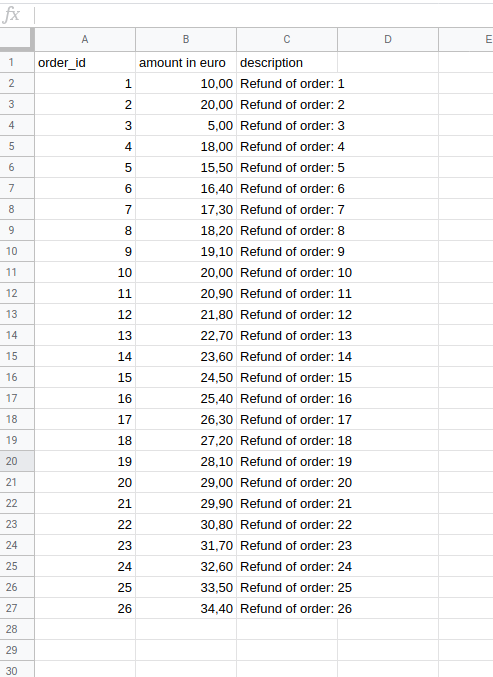 fx
A B C D E
1 order_id amount in euro description
2 1 10,00 Refund of order: 1
3 2 20,00 Refund of order: 2
4 3 5,00 Refund of order: 3
5 4 18,00 Refund of order: 4
6 5 15,50 Refund of order: 5
7 6 16,40 Refund of order: 6
8 7 17,30 Refund of order: 7
9 8 18,20 Refund of order: 8
10 9 19,10 Refund of order: 9
11 10 20,00 Refund of order: 10
12 11 20,90 Refund of order: 11
13 12 21,80 Refund of order: 12
14 13 22,70 Refund of order: 13
15 14 23,60 Refund of order: 14
16 15 24,50 Refund of order: 15
17 16 25,40 Refund of order: 16
18 17 26,30 Refund of order: 17
19 18 27,20 Refund of order: 18
20 19 28,10 Refund of order: 19
21 20 29,00 Refund of order: 20
22 21 29,90 Refund of order: 21
23 22 30,80 Refund of order: 22
24 23 31,70 Refund of order: 23
25 24 32,60 Refund of order: 24
26 25 33,50 Refund of order: 25
27 26 34,40 Refund of order: 26
28
29
30